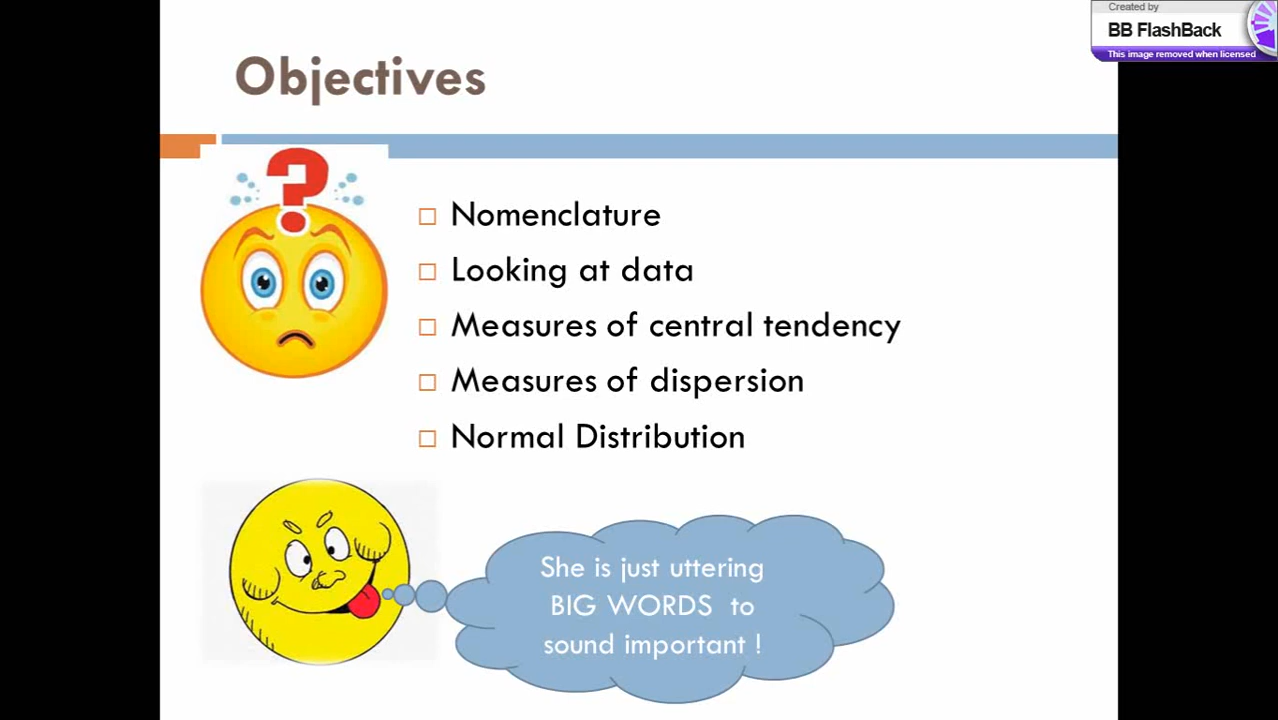 Created by
BB FlashBack
This image removed when licensed
Objectives
?
Nomenclature
Looking at data
Measures of central tendency
Measures of dispersion
Normal Distribution
She is just uttering
BIG WORDS to
sound important !